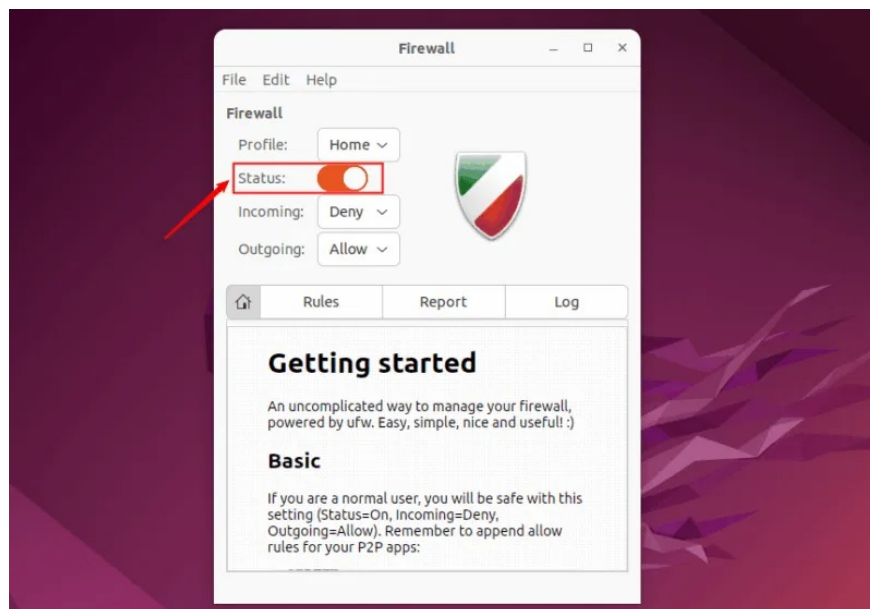 Firewall
File Edit Help
Firewall
Profile: Home
Status:
Incoming: Deny
Outgoing: Allow
Rules Report Log
Getting started
An uncomplicated way to manage your firewall,
powered by ufw. Easy, simple, nice and useful! :)
Basic
If you are a normal user, you will be safe with this
setting (Status=On, Incoming=Deny,
Outgoing=Allow). Remember to append allow
rules for your P2P apps: